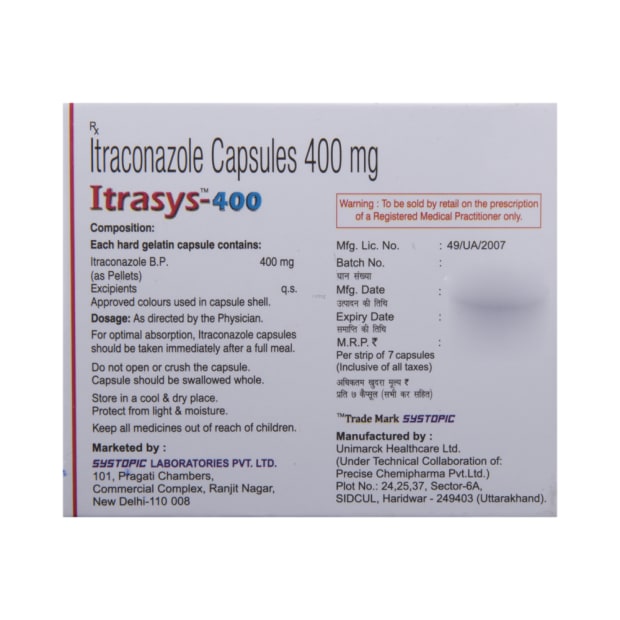 Rx
Itraconazole Capsules 400 mg
Itrasys™-400
Composition:
Each hard gelatin capsule contains:
Itraconazole B.P. 400 mg
(as Pellets)
Excipients q.s.
Approved colours used in capsule shell.
Dosage: As directed by the Physician.
For optimal absorption, Itraconazole capsules
should be taken immediately after a full meal.
Do not open or crush the capsule.
Capsule should be swallowed whole.
Store in a cool & dry place.
Protect from light & moisture.
Keep all medicines out of reach of children.
Marketed by :
SYSTOPIC LABORATORIES PVT. LTD.
101, Pragati Chambers,
Commercial Complex, Ranjit Nagar,
New Delhi-110 008
Warning : To be sold by retail on the prescription
of a Registered Medical Practitioner only.
Mfg. Lic. No. : 49/UA/2007
Batch No. :
घान संख्या
Mfg. Date :
उत्पादन की तिथि
Expiry Date :
समाप्ति की तिथि
M.R.P. ₹ :
Per strip of 7 capsules
(Inclusive of all taxes)
अधिकतम खुदरा मूल्य ₹
प्रति ७ कैप्सूल (सभी कर सहित)
™Trade Mark SYSTOPIC
Manufactured by :
Unimarck Healthcare Ltd.
(Under Technical Collaboration of:
Precise Chemipharma Pvt.Ltd.)
Plot No.: 24,25,37, Sector-6A,
SIDCUL, Haridwar - 249403 (Uttarakhand).